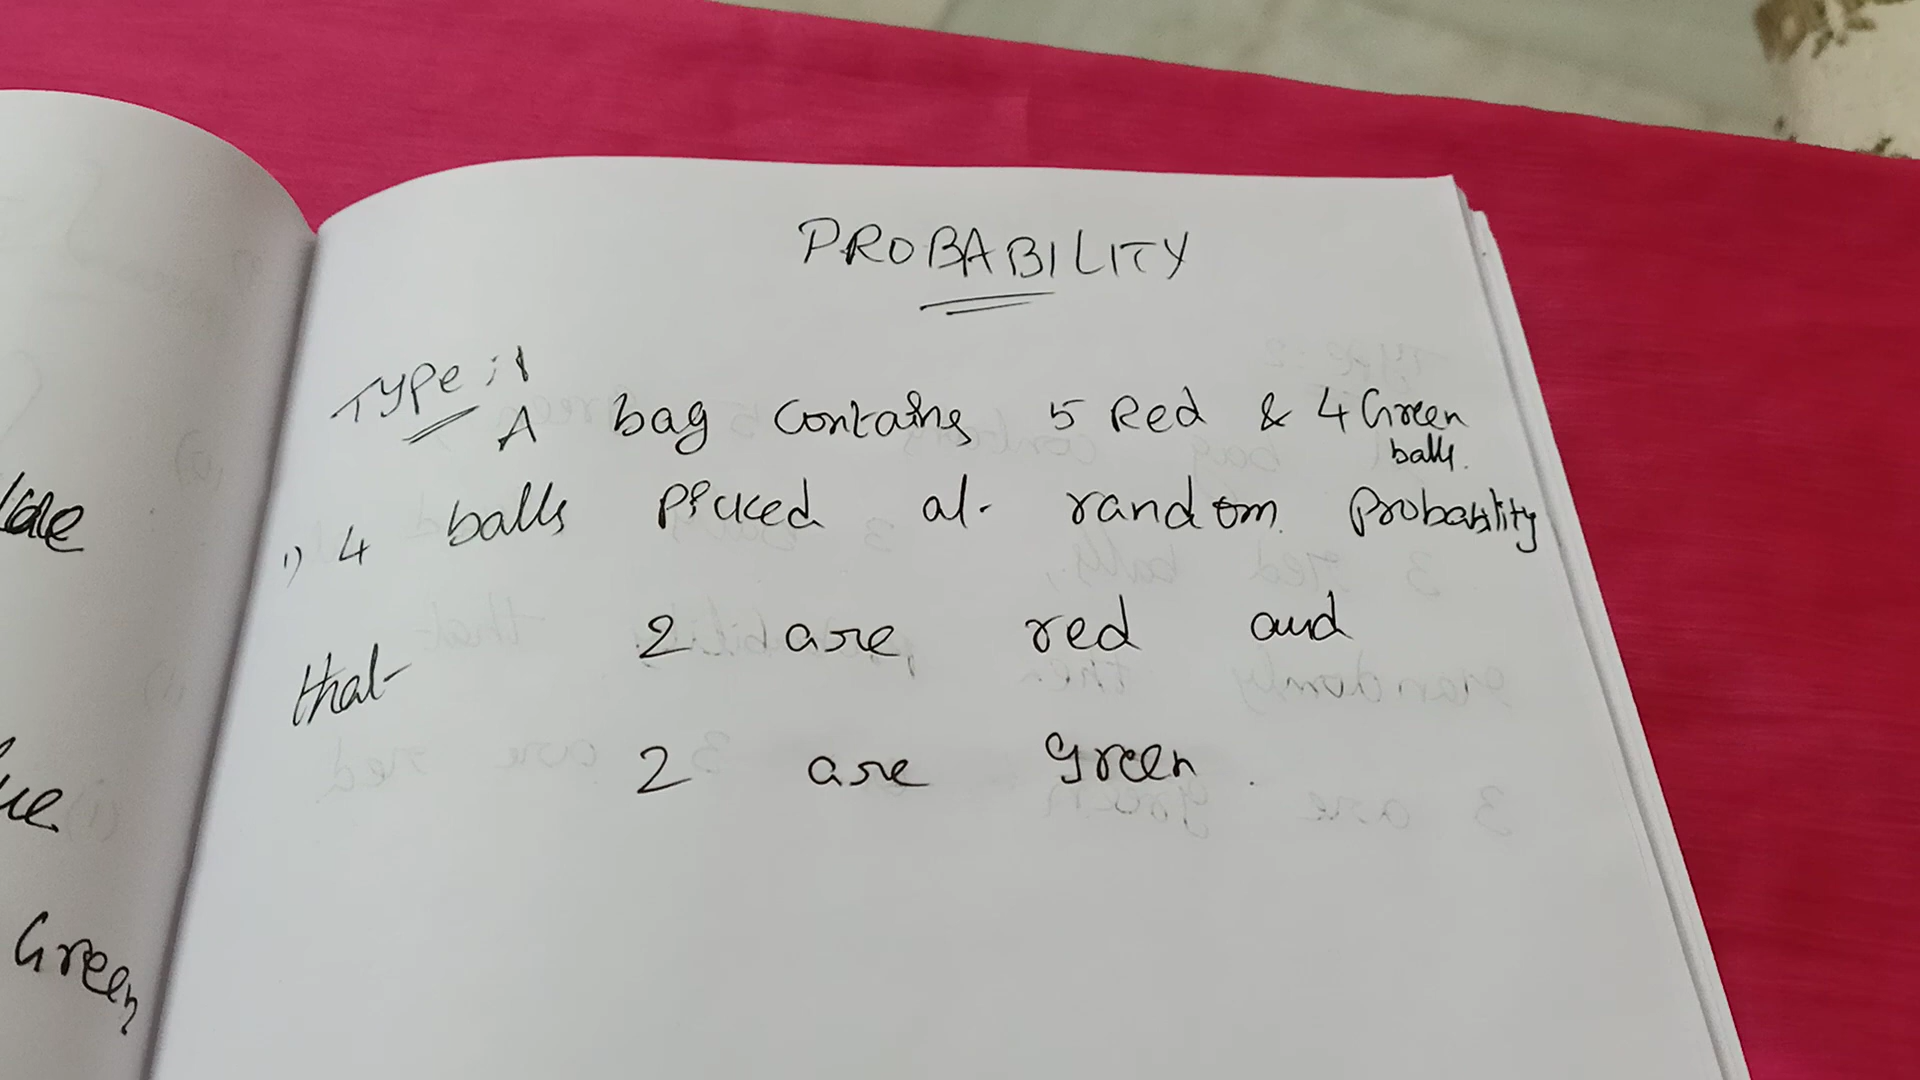 PROBABILITY
Type :1
A bag contains 5 Red & 4 Green
balls.
1) 4 balls picked at random probability
that 2 are red and
2 are green.
Green